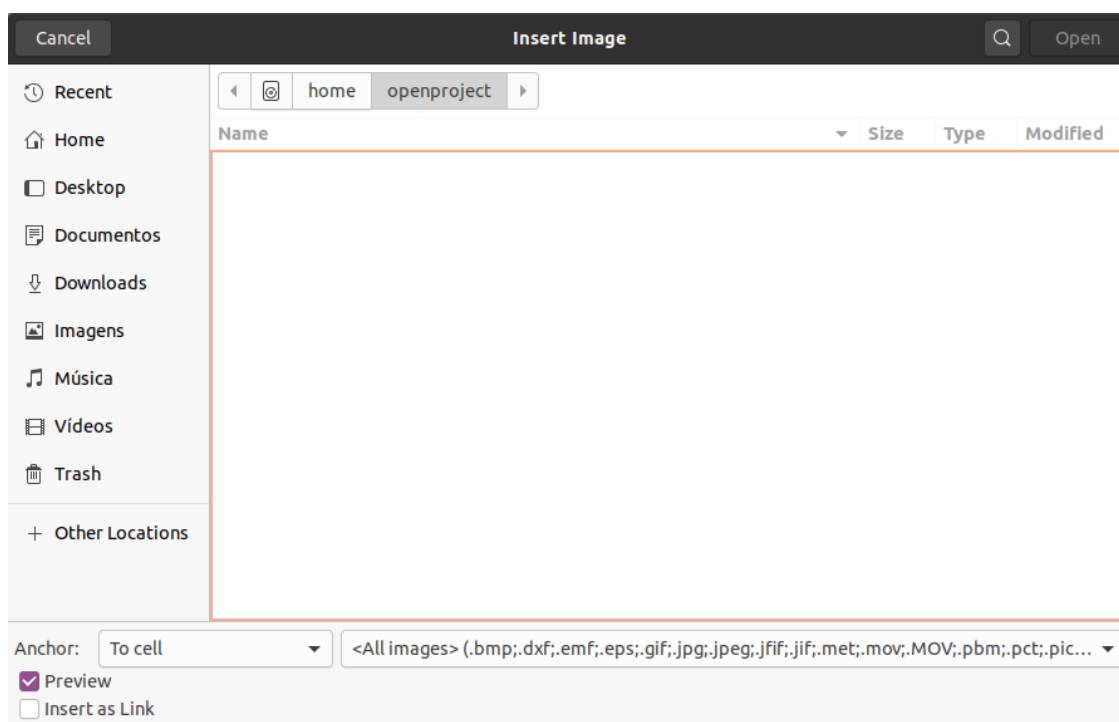 Cancel Insert Image Open
Recent
home openproject
Home
Name Size Type Modified
Desktop
Documentos
Downloads
Imagens
Música
Vídeos
Trash
Other Locations
Anchor: To cell <All images> (.bmp;.dxf;.emf;.eps;.gif;.jpg;.jpeg;.jfif;.jif;.met;.mov;.MOV;.pbm;.pct;.pic...
Preview
Insert as Link